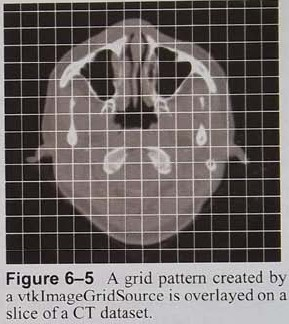 Figure 6–5 A grid pattern created by
a vtkImageGridSource is overlayed on a
slice of a CT dataset.